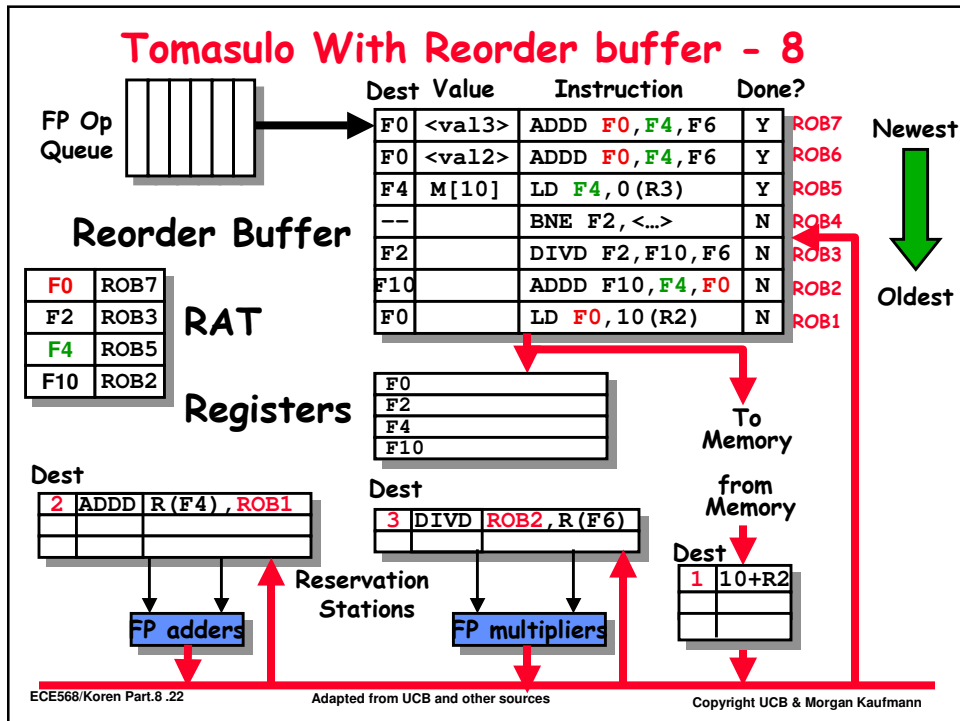 Tomasulo With Reorder buffer - 8
Dest Value Instruction Done?
FP Op
Queue
F0 <val3> ADDD F0,F4,F6 Y ROB7
F0 <val2> ADDD F0,F4,F6 Y ROB6
F4 M[10] LD F4,0(R3) Y ROB5
-- BNE F2,<…> N ROB4
F2 DIVD F2,F10,F6 N ROB3
F10 ADDD F10,F4,F0 N ROB2
F0 LD F0,10(R2) N ROB1
Newest
Oldest
Reorder Buffer
F0 ROB7
F2 ROB3
F4 ROB5
F10 ROB2
RAT
Registers
F0
F2
F4
F10
To
Memory
from
Memory
Dest
2 ADDD R(F4),ROB1
Dest
3 DIVD ROB2,R(F6)
Dest
1 10+R2
Reservation
Stations
FP adders
FP multipliers
ECE568/Koren Part.8 .22
Adapted from UCB and other sources
Copyright UCB & Morgan Kaufmann